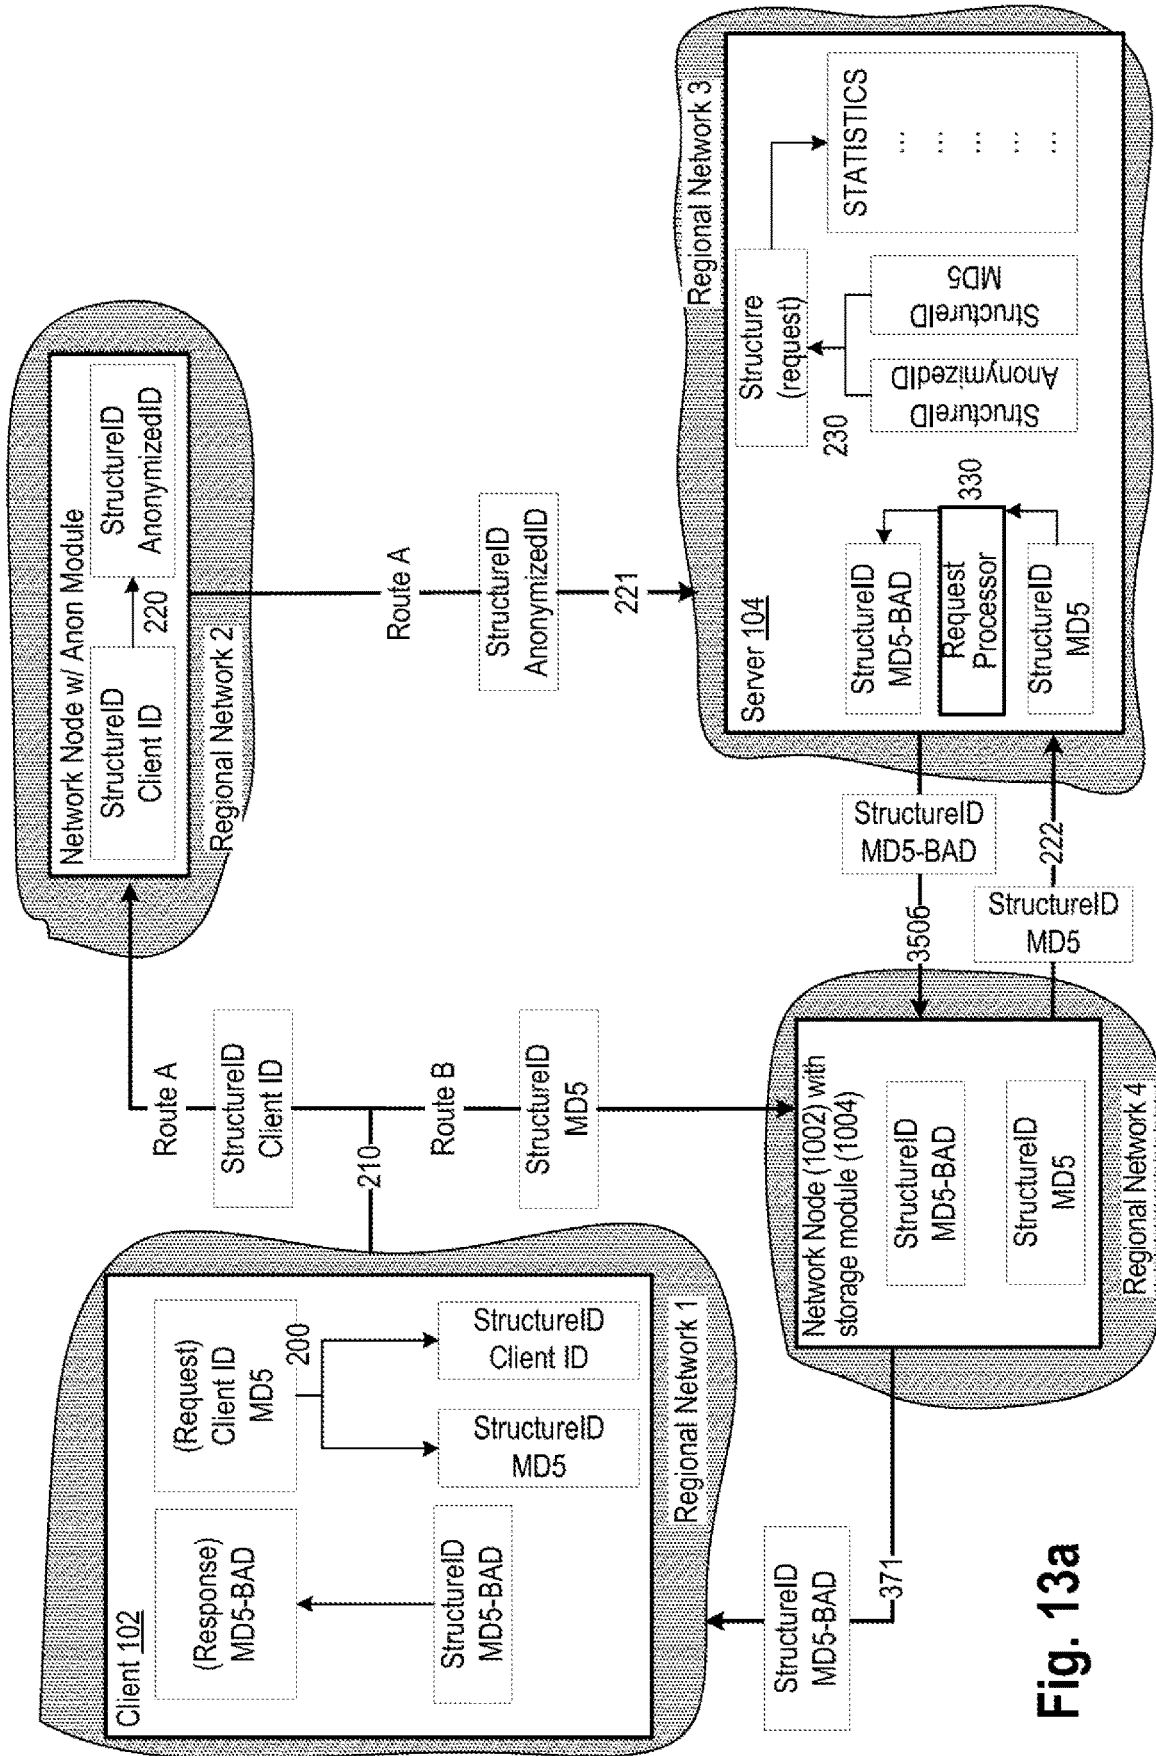 Client 102
(Response)
MD5-BAD
StructureID
MD5-BAD
(Request)
Client ID
MD5
200
StructureID
MD5
StructureID
Client ID
Regional Network 1
210
Route A
StructureID
Client ID
Route B
StructureID
MD5
Network Node w/ Anon Module
StructureID
Client ID
220
StructureID
AnonymizedID
Regional Network 2
Route A
StructureID
AnonymizedID
221
Regional Network 3
Server 104
StructureID
MD5-BAD
Request
Processor
330
StructureID
MD5
Structure
(request)
230
StructureID
AnonymizedID
StructureID
MD5
STATISTICS
...
...
...
...
...
StructureID
MD5-BAD
3506
222
StructureID
MD5
Network Node (1002) with
storage module (1004)
StructureID
MD5-BAD
StructureID
MD5
Regional Network 4
371
StructureID
MD5-BAD
Fig. 13a